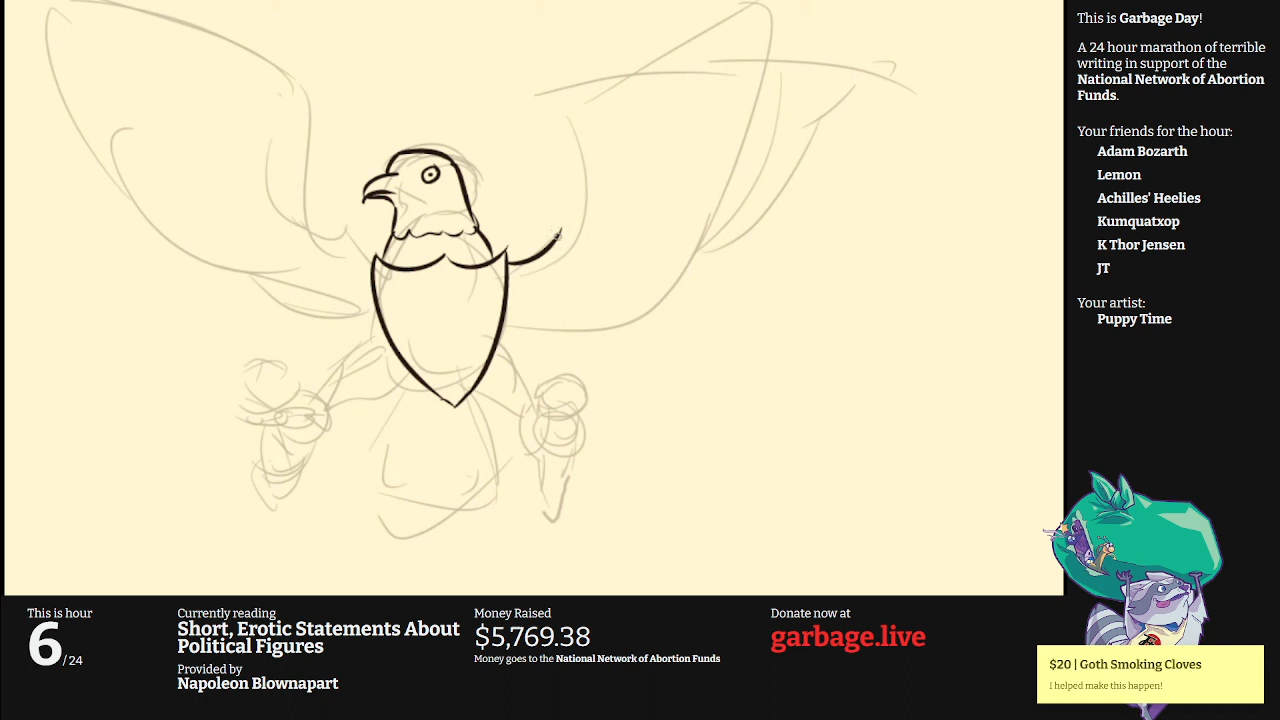 This is Garbage Day!
A 24 hour marathon of terrible
writing in support of the
National Network of Abortion
Funds.
Your friends for the hour:
Adam Bozarth
Lemon
Achilles' Heelies
Kumquatxop
K Thor Jensen
JT
Your artist:
Puppy Time
This is hour
6/24
Currently reading
Short, Erotic Statements About
Political Figures
Provided by
Napoleon Blownapart
Money Raised
$5,769.38
Money goes to the National Network of Abortion Funds
Donate now at
garbage.live
$20 | Goth Smoking Cloves
I helped make this happen!